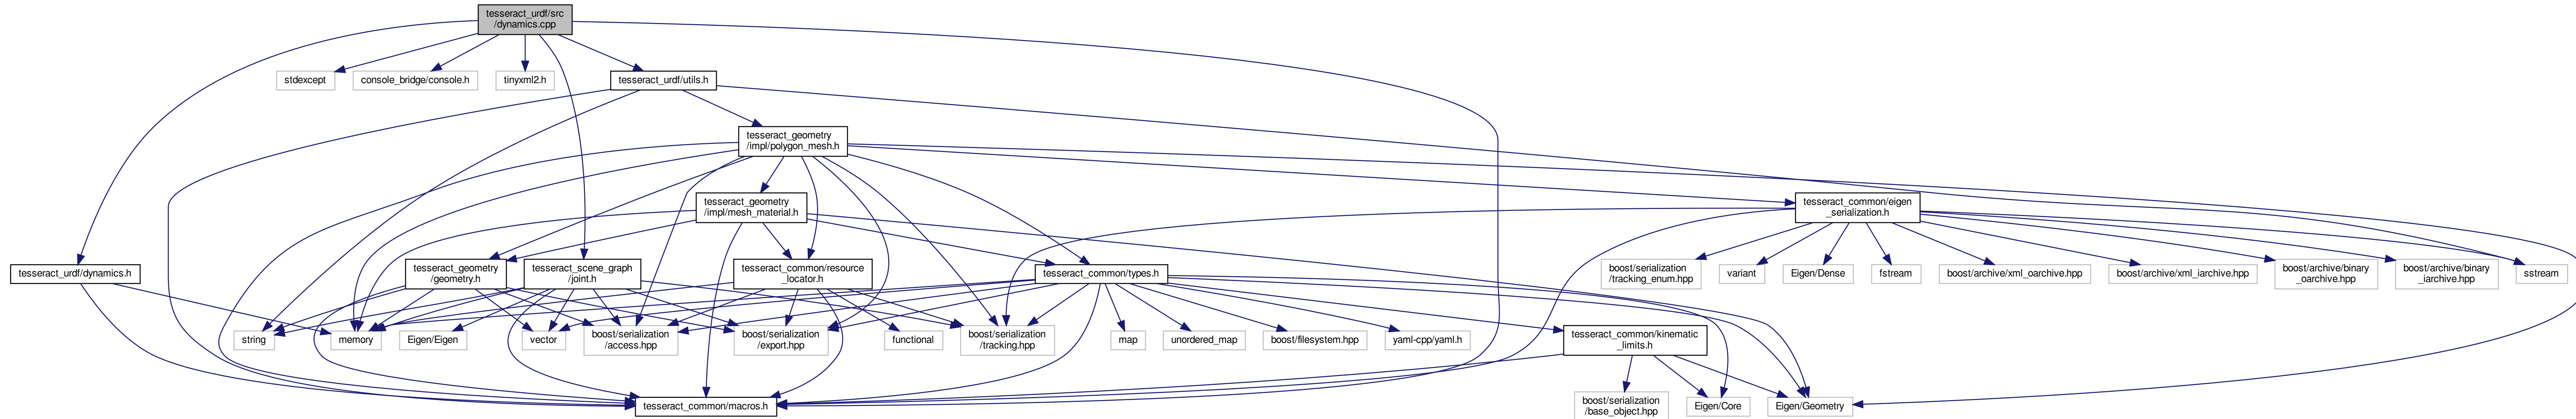 tesseract_urdf/src
/dynamics.cpp
stdexcept
console_bridge/console.h
tinyxml2.h
tesseract_urdf/utils.h
tesseract_geometry
/impl/polygon_mesh.h
tesseract_geometry
/impl/mesh_material.h
tesseract_common/eigen
_serialization.h
tesseract_urdf/dynamics.h
tesseract_geometry
/geometry.h
tesseract_scene_graph
/joint.h
tesseract_common/resource
_locator.h
tesseract_common/types.h
boost/serialization
/tracking_enum.hpp
variant
Eigen/Dense
fstream
boost/archive/xml_oarchive.hpp
boost/archive/xml_iarchive.hpp
boost/archive/binary
_oarchive.hpp
boost/archive/binary
_iarchive.hpp
sstream
string
memory
Eigen/Eigen
vector
boost/serialization
/access.hpp
boost/serialization
/export.hpp
functional
boost/serialization
/tracking.hpp
map
unordered_map
boost/filesystem.hpp
yaml-cpp/yaml.h
tesseract_common/kinematic
_limits.h
tesseract_common/macros.h
boost/serialization
/base_object.hpp
Eigen/Core
Eigen/Geometry